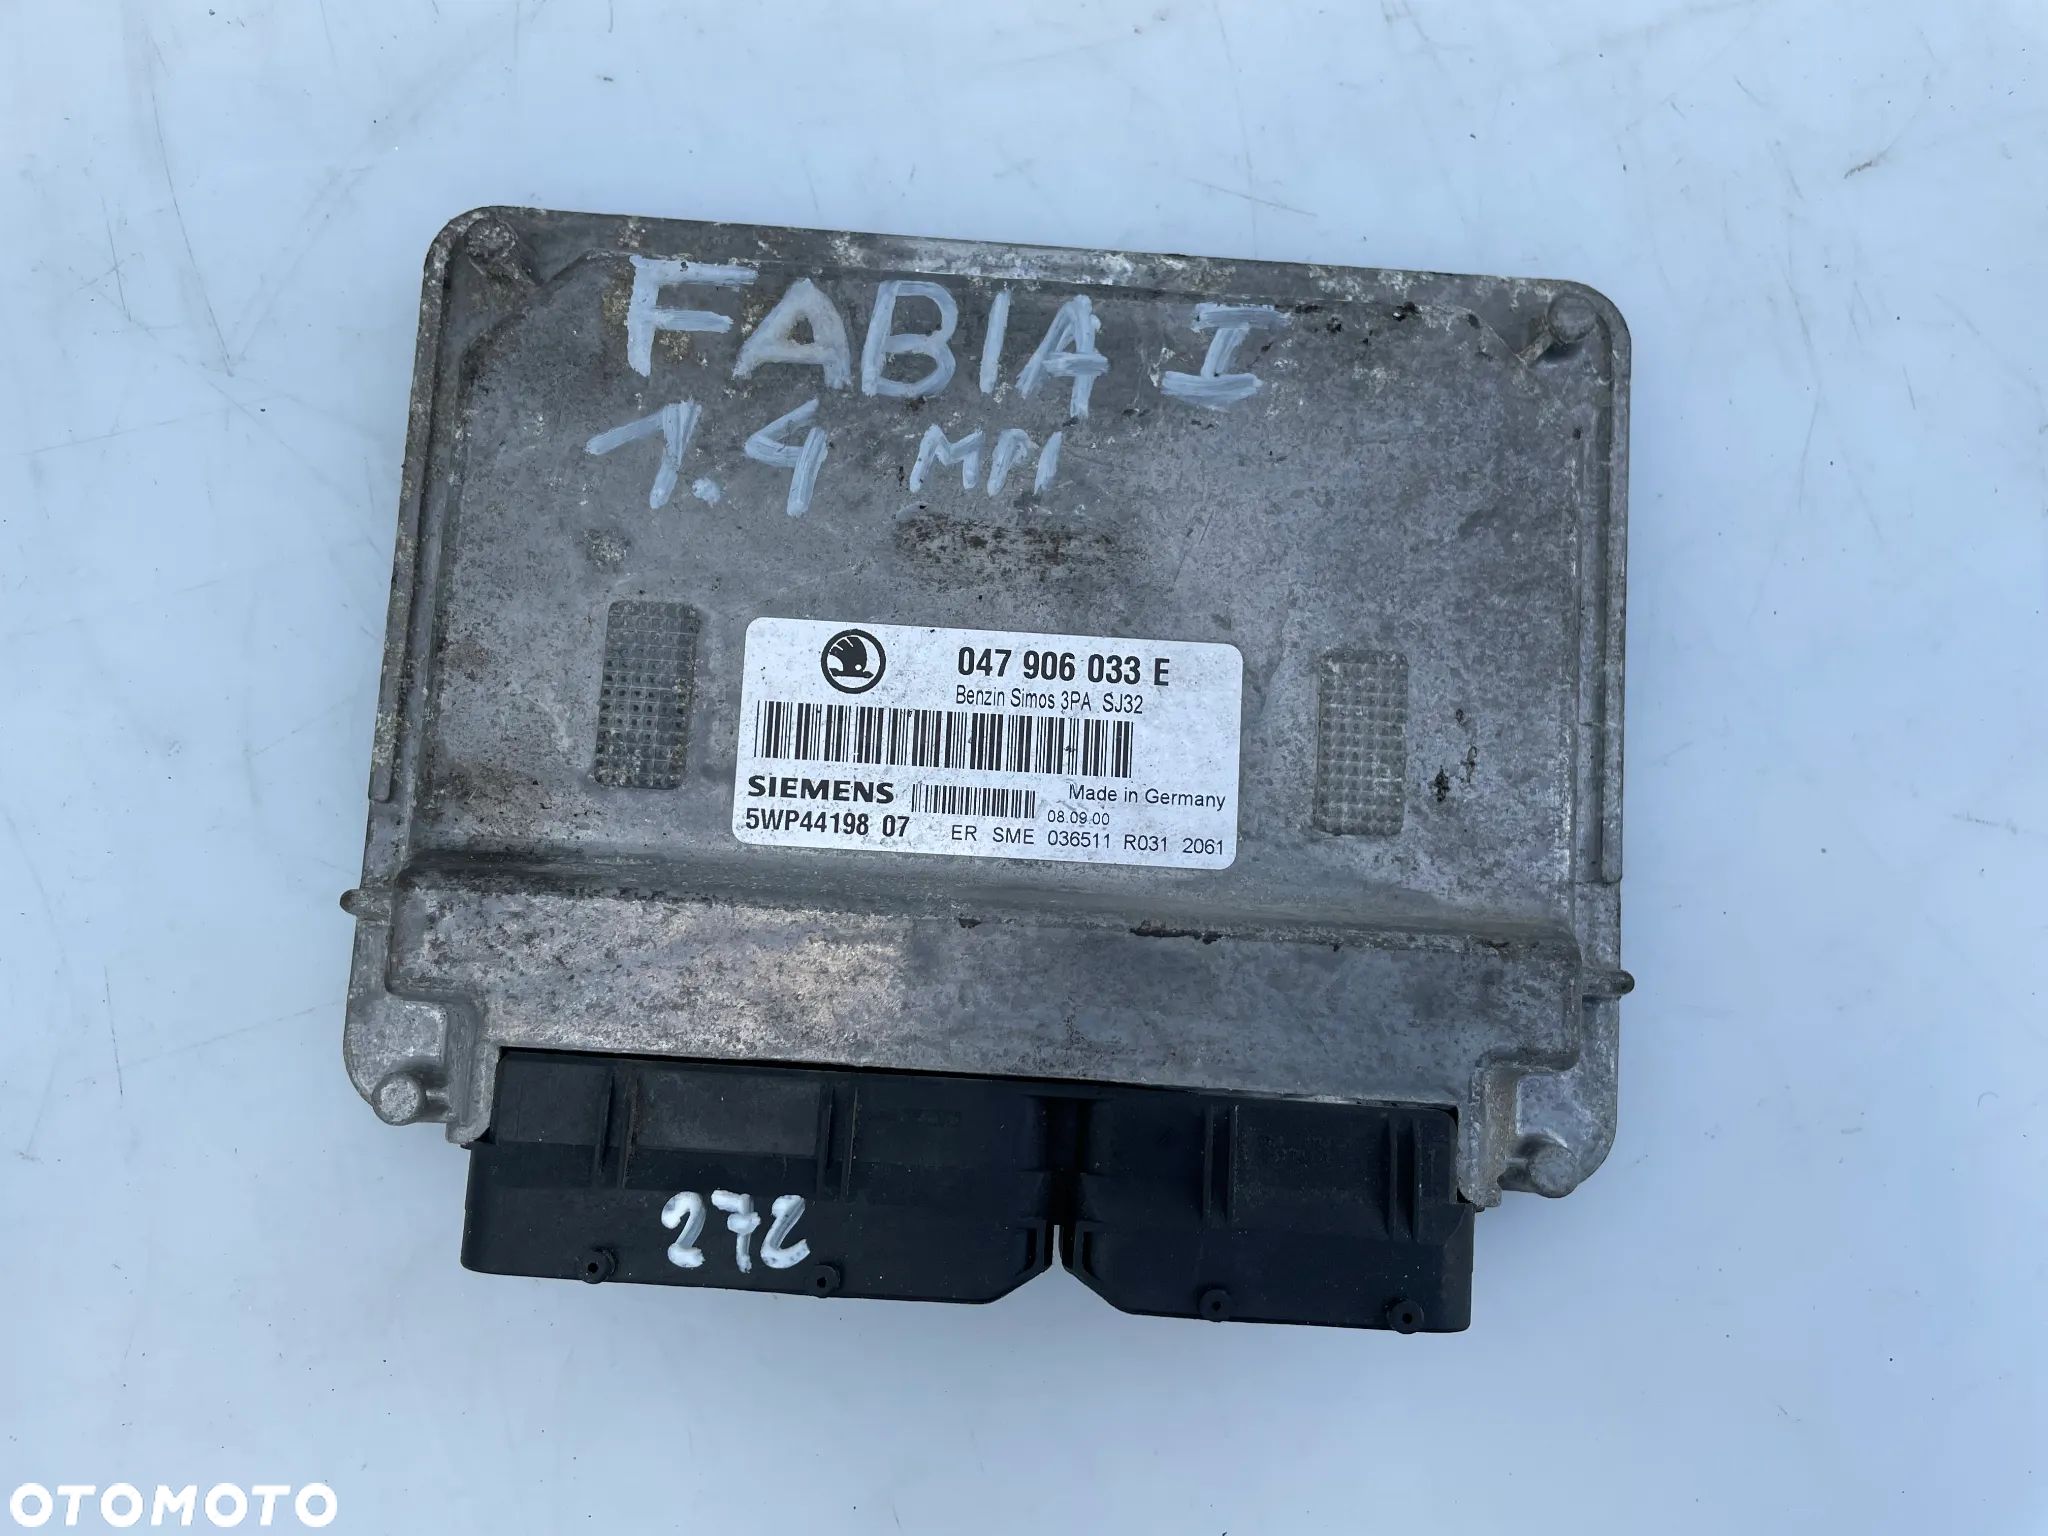 FABIA I
1.4 MPI
047 906 033 E
Benzin Simos 3PA SJ32
SIEMENS
Made in Germany
08.09.00
5WP44198 07
ER SME 036511 R031 2061
272
OTOMOTO